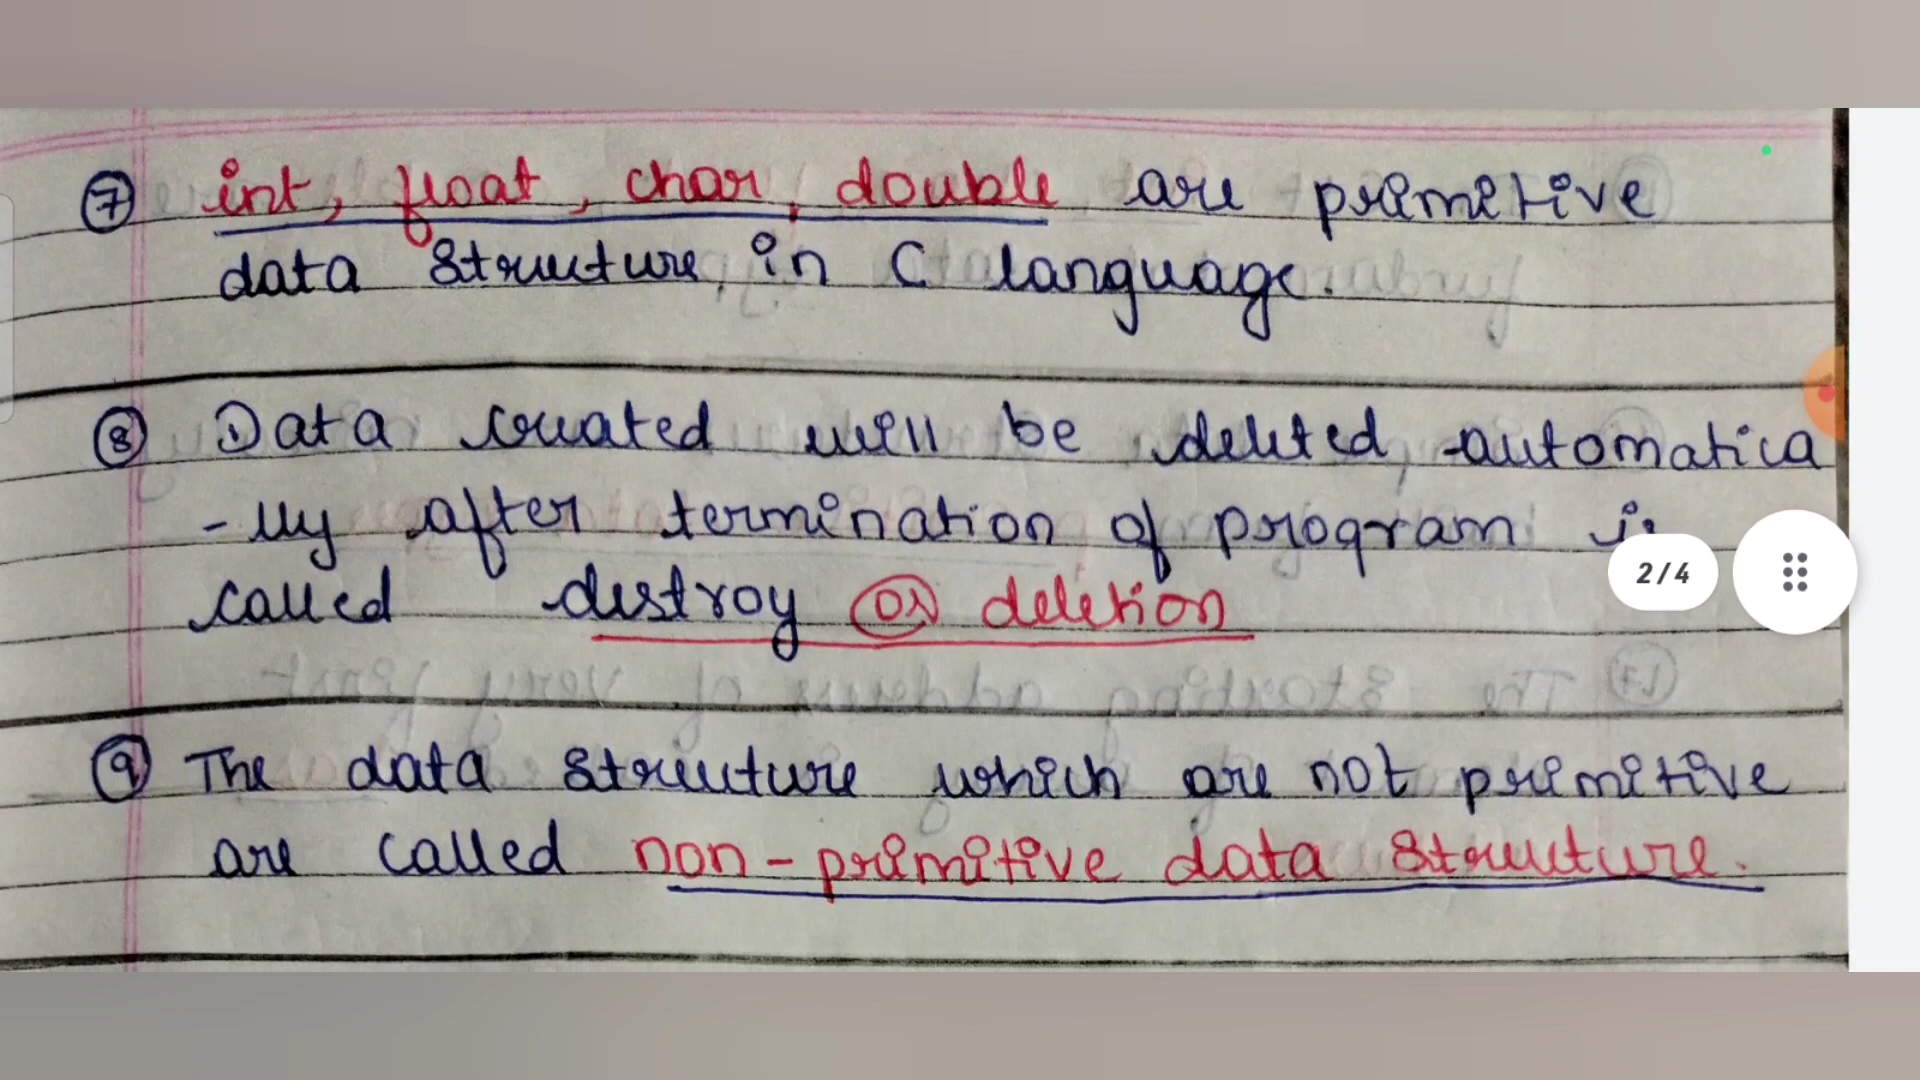 ⑦ int, float, char, double are primitive
data structure in C language.
⑧ Data created will be deleted automatica
-lly after termination of program is
called destroy or deletion
2/4
⑨ The data structure which are not primitive
are called non-primitive data structure.